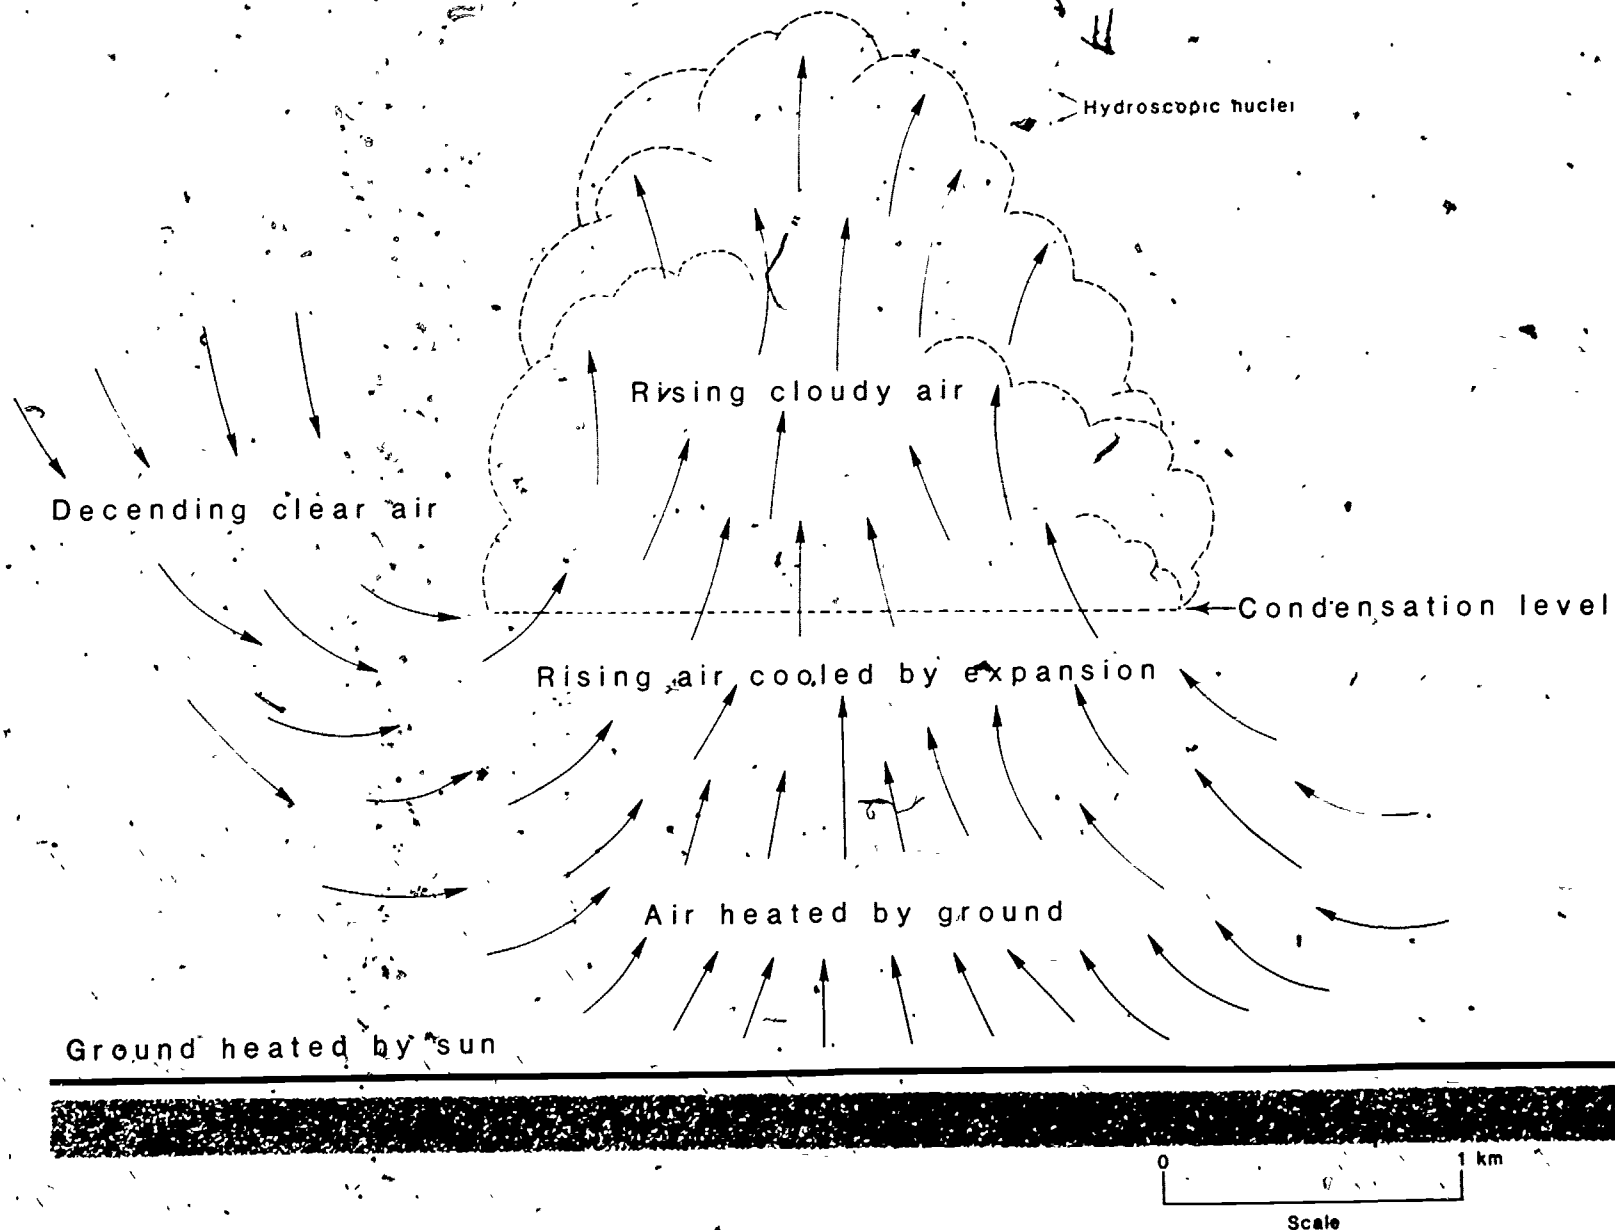 Hydroscopic nuclei
Rising cloudy air
Decending clear air
Condensation level
Rising air cooled by expansion
Air heated by ground
Ground heated by sun
0 1 km
Scale